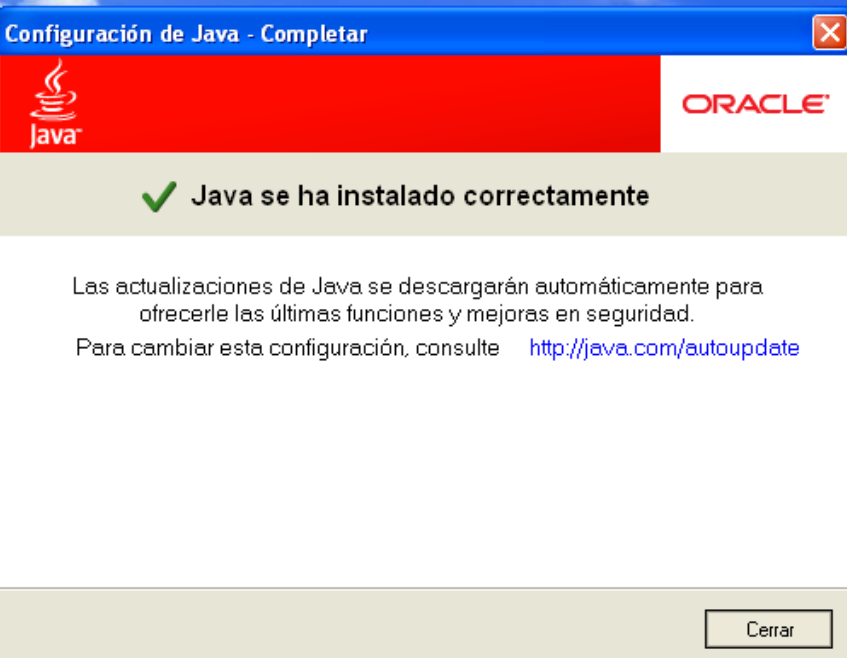 Configuración de Java - Completar
Java
ORACLE
Java se ha instalado correctamente
Las actualizaciones de Java se descargarán automáticamente para
ofrecerle las últimas funciones y mejoras en seguridad.
Para cambiar esta configuración, consulte http://java.com/autoupdate
Cerrar